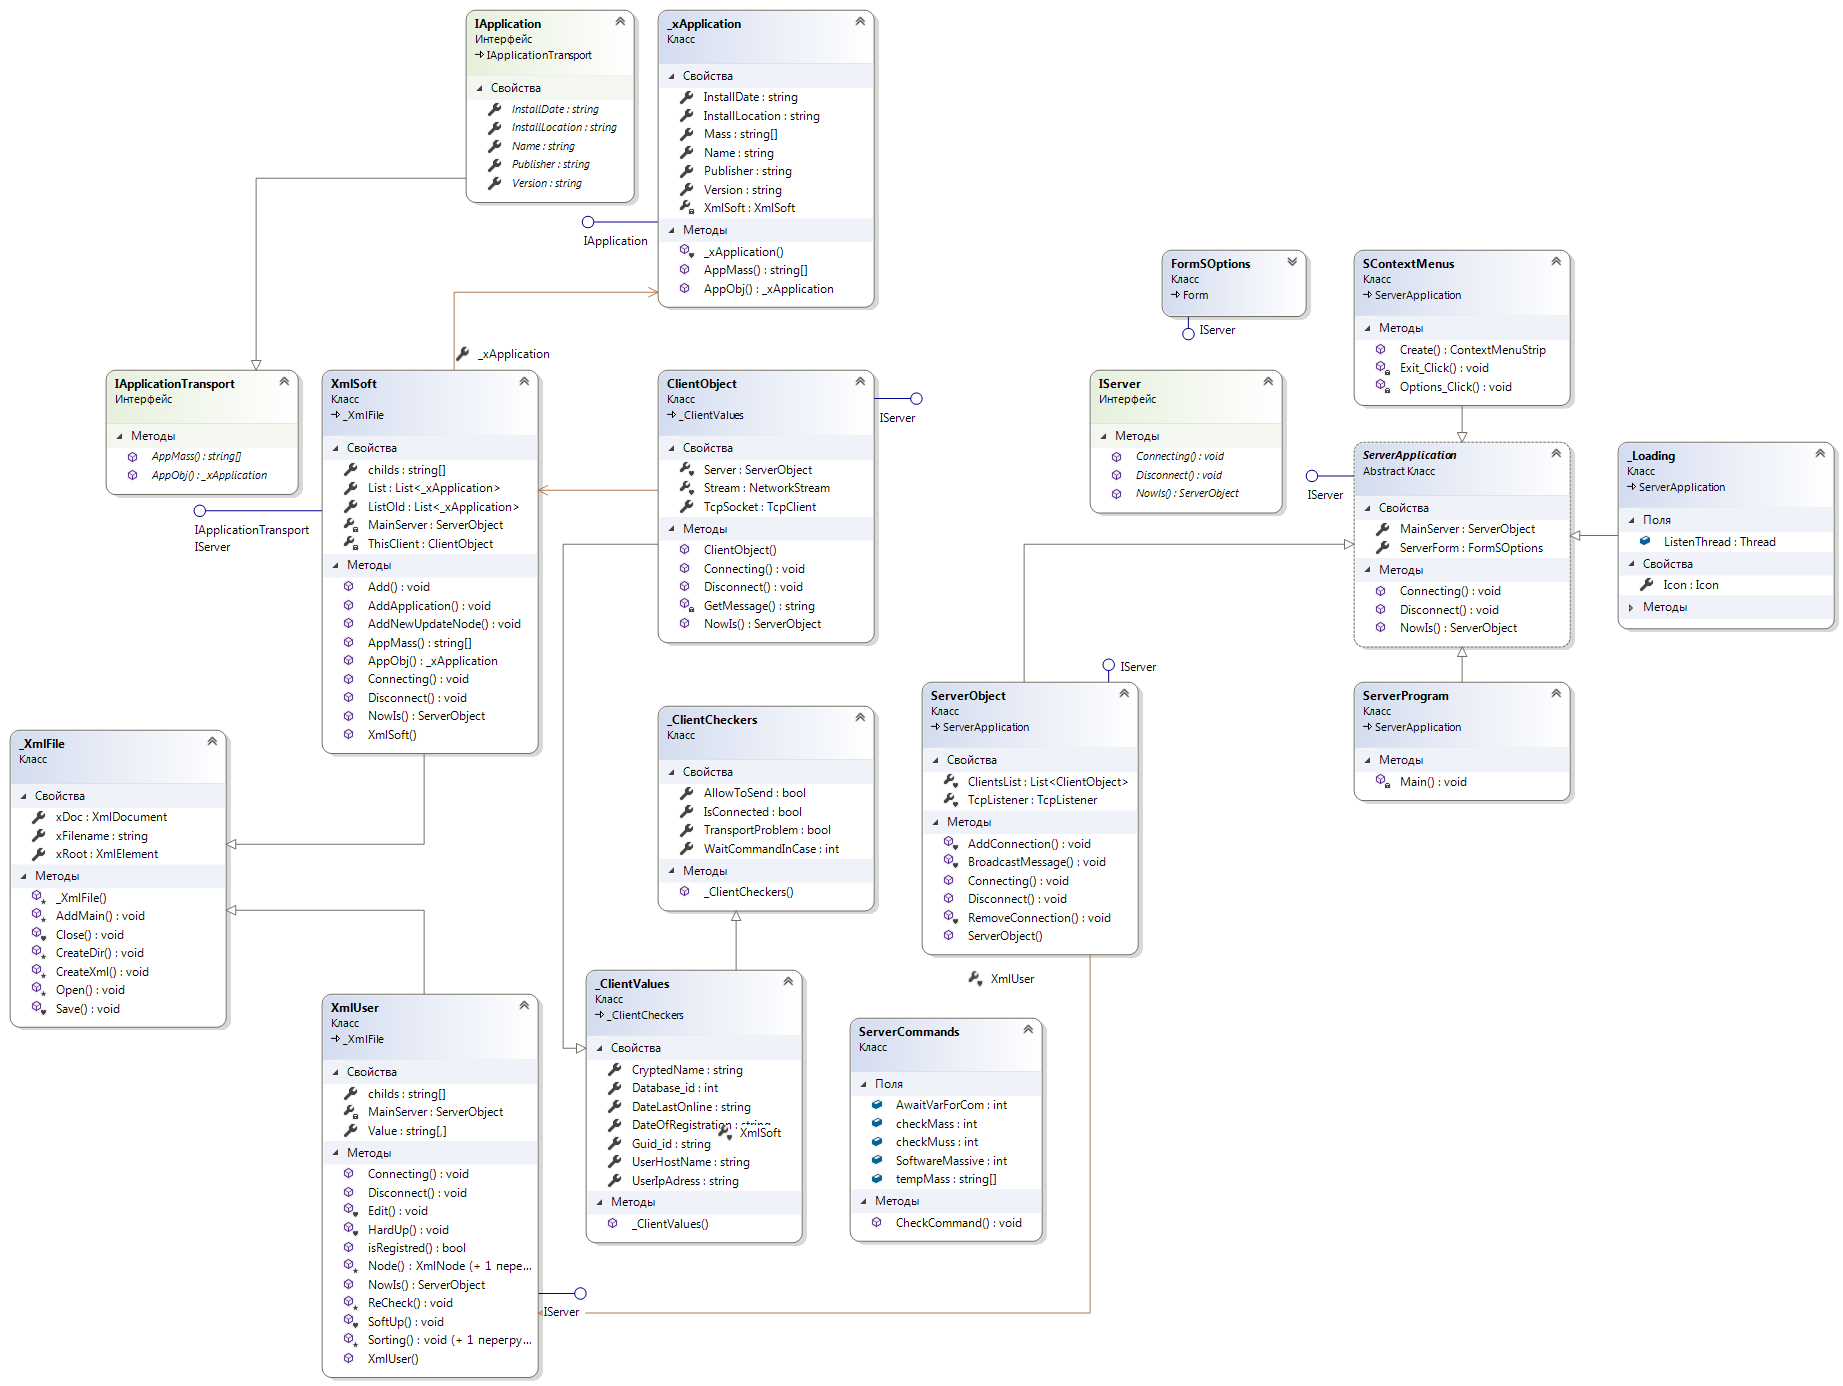 IApplication
Интерфейс
IApplicationTransport
Свойства
InstallDate : string
InstallLocation : string
Name : string
Publisher : string
Version : string
_xApplication
Класс
Свойства
InstallDate : string
InstallLocation : string
Mass : string[]
Name : string
Publisher : string
Version : string
XmlSoft : XmlSoft
Методы
_xApplication()
AppMass() : string[]
AppObj() : _xApplication
IApplication
_xApplication
IApplicationTransport
Интерфейс
Методы
AppMass() : string[]
AppObj() : _xApplication
IApplicationTransport
IServer
XmlSoft
Класс
_XmlFile
Свойства
childs : string[]
List : List<_xApplication>
ListOld : List<_xApplication>
MainServer : ServerObject
ThisClient : ClientObject
Методы
Add() : void
AddApplication() : void
AddNewUpdateNode() : void
AppMass() : string[]
AppObj() : _xApplication
Connecting() : void
Disconnect() : void
NowIs() : ServerObject
XmlSoft()
ClientObject
Класс
_ClientValues
Свойства
Server : ServerObject
Stream : NetworkStream
TcpSocket : TcpClient
Методы
ClientObject()
Connecting() : void
Disconnect() : void
GetMessage() : string
NowIs() : ServerObject
IServer
FormSOptions
Класс
Form
IServer
SContextMenus
Класс
ServerApplication
Методы
Create() : ContextMenuStrip
Exit_Click() : void
Options_Click() : void
IServer
Интерфейс
Методы
Connecting() : void
Disconnect() : void
NowIs() : ServerObject
IServer
ServerApplication
Abstract Класс
Свойства
MainServer : ServerObject
ServerForm : FormSOptions
Методы
Connecting() : void
Disconnect() : void
NowIs() : ServerObject
_Loading
Класс
ServerApplication
Поля
ListenThread : Thread
Свойства
Icon : Icon
Методы
ServerProgram
Класс
ServerApplication
Методы
Main() : void
IServer
ServerObject
Класс
ServerApplication
Свойства
ClientsList : List<ClientObject>
TcpListener : TcpListener
Методы
AddConnection() : void
BroadcastMessage() : void
Connecting() : void
Disconnect() : void
RemoveConnection() : void
ServerObject()
XmlUser
_ClientCheckers
Класс
Свойства
AllowToSend : bool
IsConnected : bool
TransportProblem : bool
WaitCommandInCase : int
Методы
_ClientCheckers()
_XmlFile
Класс
Свойства
xDoc : XmlDocument
xFilename : string
xRoot : XmlElement
Методы
_XmlFile()
AddMain() : void
Close() : void
CreateDir() : void
CreateXml() : void
Open() : void
Save() : void
XmlUser
Класс
_XmlFile
Свойства
childs : string[]
MainServer : ServerObject
Value : string[,]
Методы
Connecting() : void
Disconnect() : void
Edit() : void
HardUp() : void
isRegistred() : bool
Node() : XmlNode (+ 1 пере...
NowIs() : ServerObject
ReCheck() : void
SoftUp() : void
Sorting() : void (+ 1 перегру...
XmlUser()
IServer
_ClientValues
Класс
_ClientCheckers
Свойства
CryptedName : string
Database_id : int
DateLastOnline : string
DateOfRegistration : string
XmlSoft
Guid_id : string
UserHostName : string
UserIpAdress : string
Методы
_ClientValues()
ServerCommands
Класс
Поля
AwaitVarForCom : int
checkMass : int
checkMuss : int
SoftwareMassive : int
tempMass : string[]
Методы
CheckCommand() : void